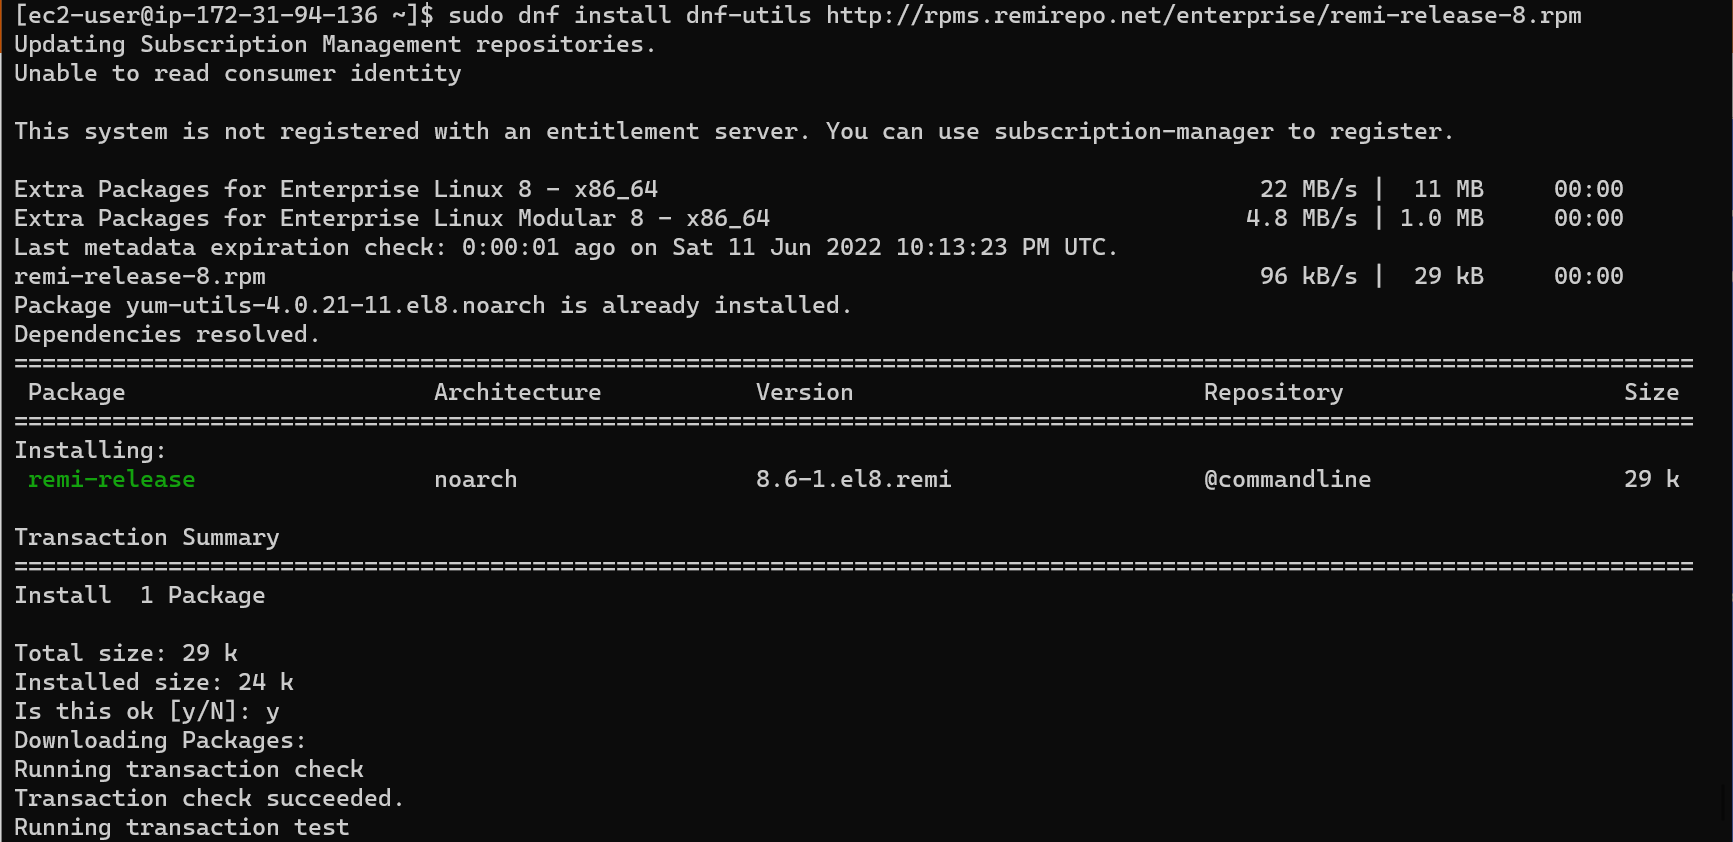 [ec2-user@ip-172-31-94-136 ~]$ sudo dnf install dnf-utils http://rpms.remirepo.net/enterprise/remi-release-8.rpm
Updating Subscription Management repositories.
Unable to read consumer identity

This system is not registered with an entitlement server. You can use subscription-manager to register.

Extra Packages for Enterprise Linux 8 - x86_64                                           22 MB/s |  11 MB     00:00
Extra Packages for Enterprise Linux Modular 8 - x86_64                                  4.8 MB/s | 1.0 MB     00:00
Last metadata expiration check: 0:00:01 ago on Sat 11 Jun 2022 10:13:23 PM UTC.
remi-release-8.rpm                                                                       96 kB/s |  29 kB     00:00
Package yum-utils-4.0.21-11.el8.noarch is already installed.
Dependencies resolved.
========================================================================================================================
 Package                      Architecture           Version                         Repository                    Size
========================================================================================================================
Installing:
 remi-release                 noarch                 8.6-1.el8.remi                  @commandline                  29 k

Transaction Summary
========================================================================================================================
Install  1 Package

Total size: 29 k
Installed size: 24 k
Is this ok [y/N]: y
Downloading Packages:
Running transaction check
Transaction check succeeded.
Running transaction test